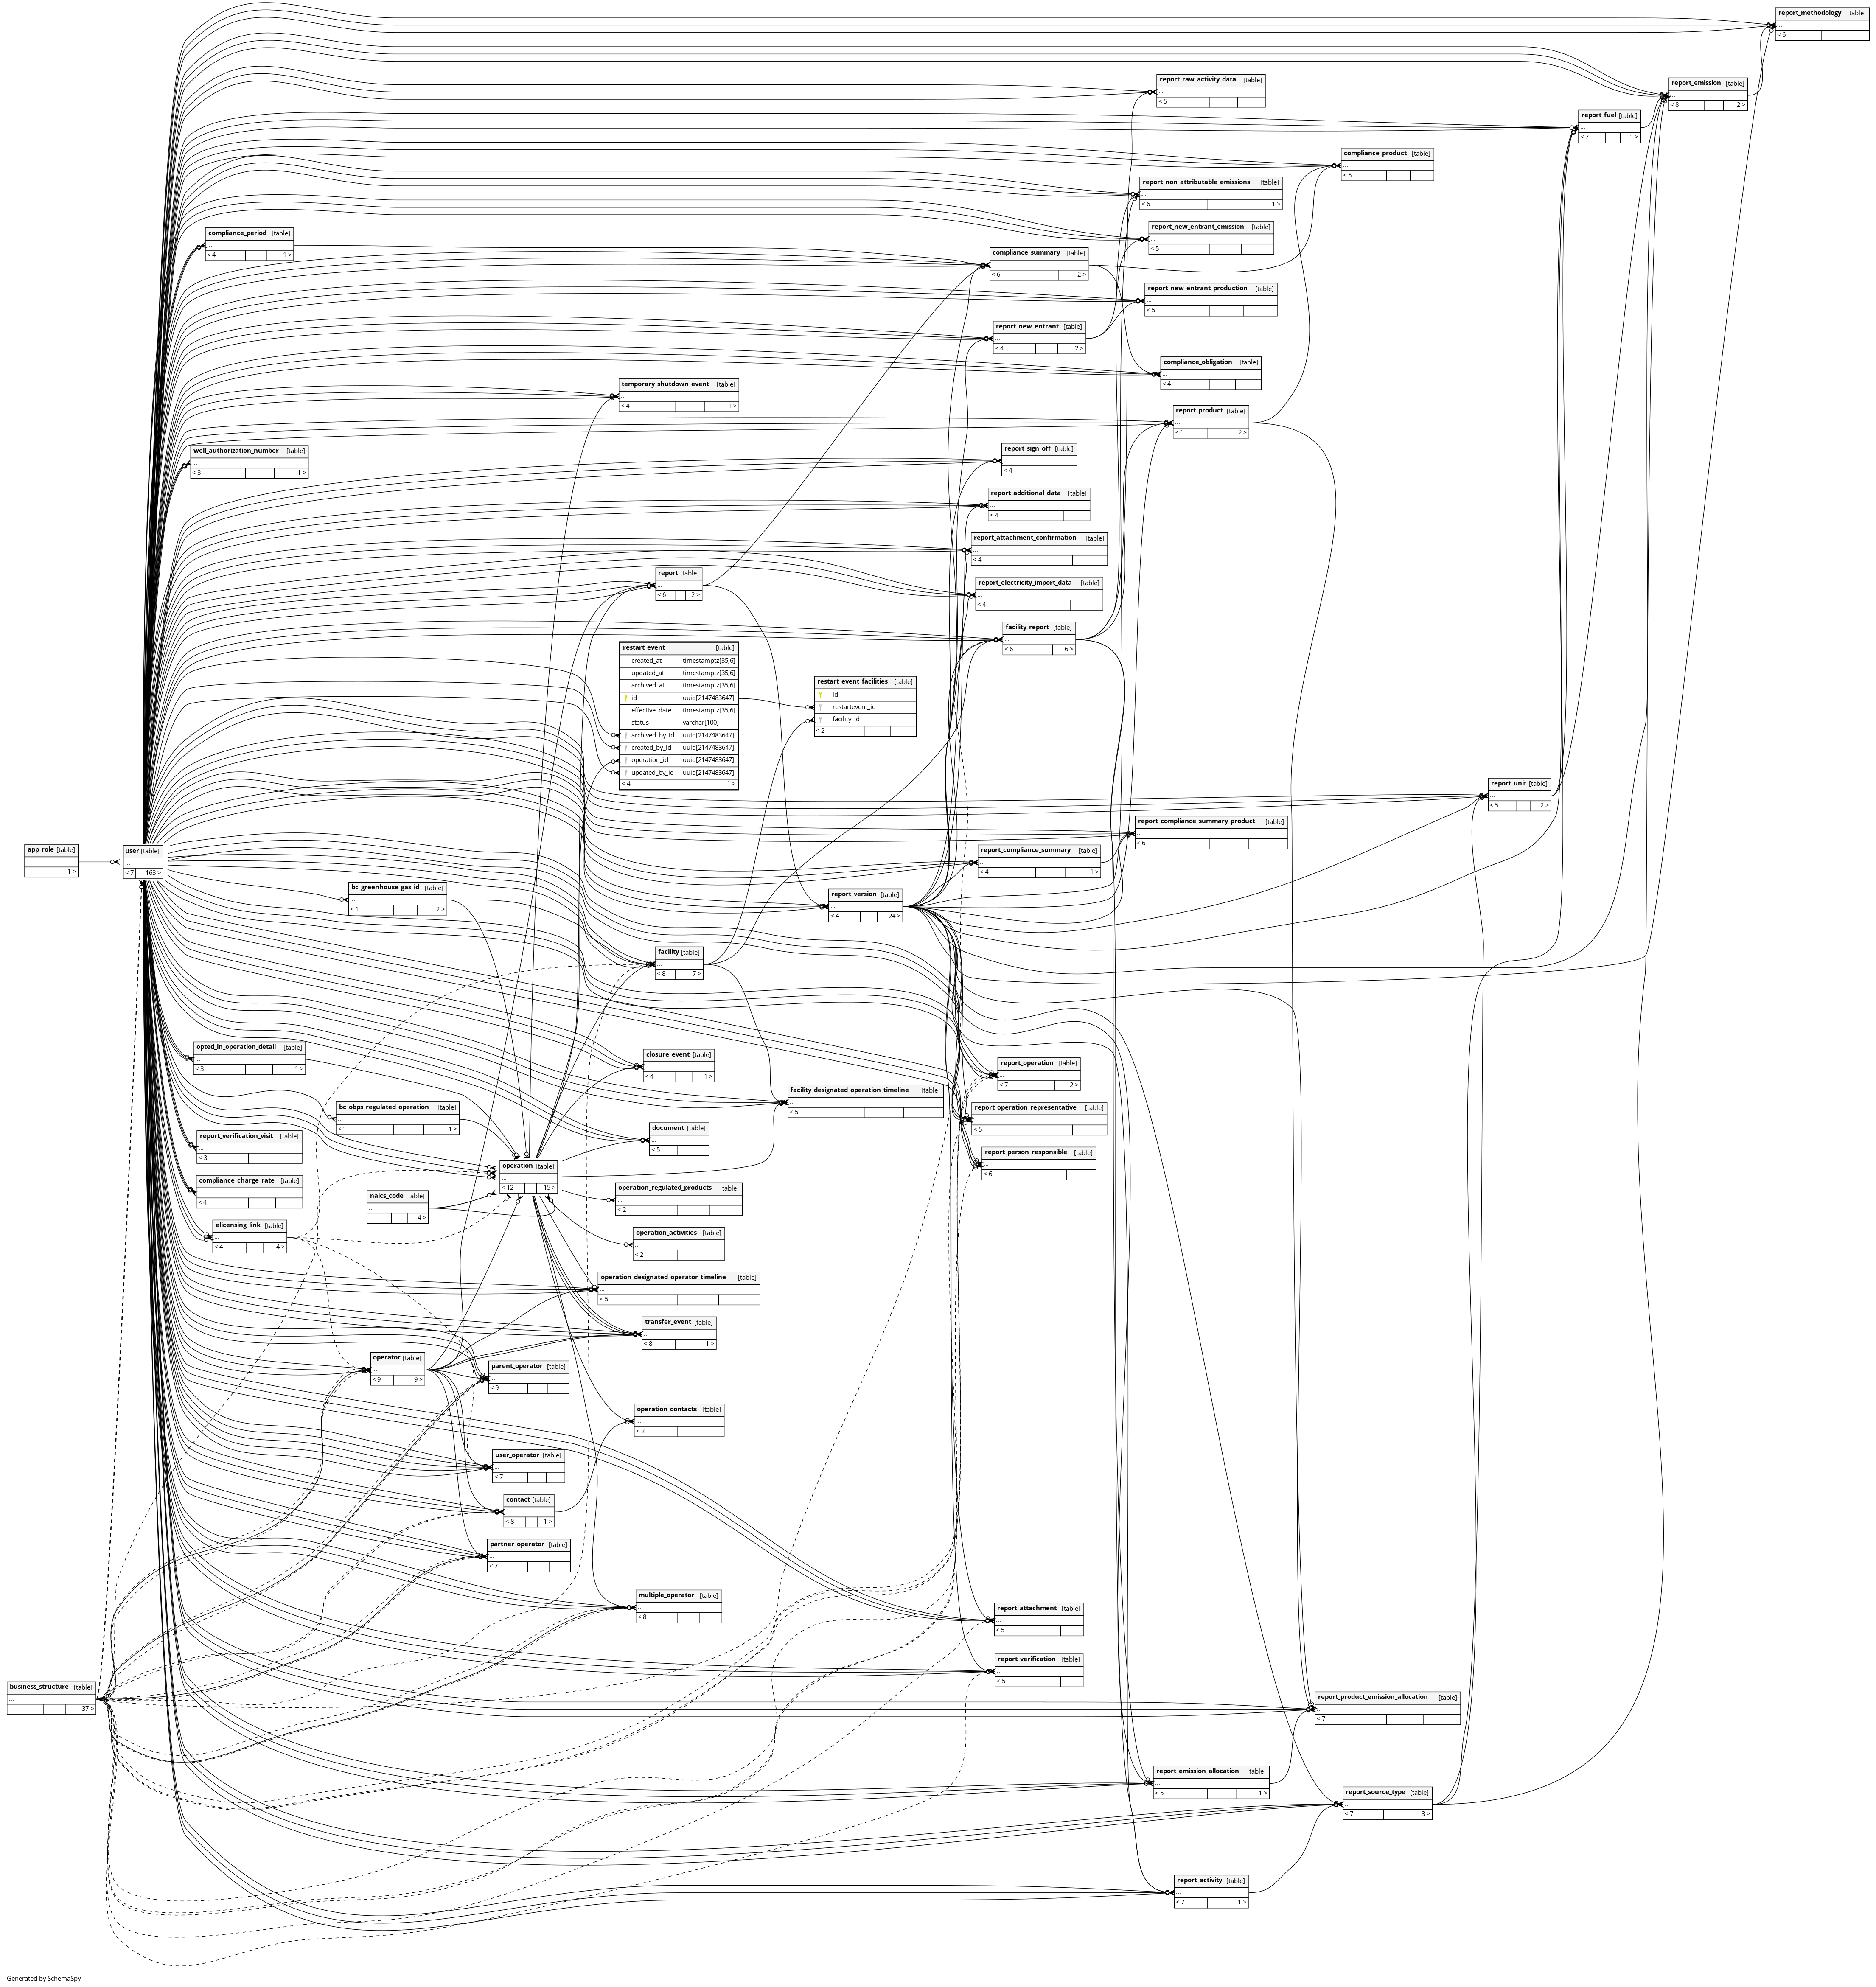 report_methodology [table]
...
< 6
report_emission [table]
...
< 8 2 >
report_raw_activity_data [table]
...
< 5
report_fuel [table]
...
< 7 1 >
compliance_product [table]
...
< 5
report_non_attributable_emissions [table]
...
< 6 1 >
report_new_entrant_emission [table]
...
< 5
compliance_period [table]
...
< 4 1 >
compliance_summary [table]
...
< 6 2 >
report_new_entrant_production [table]
...
< 5
report_new_entrant [table]
...
< 4 2 >
compliance_obligation [table]
...
< 4
temporary_shutdown_event [table]
...
< 4 1 >
report_product [table]
...
< 6 2 >
well_authorization_number [table]
...
< 3 1 >
report_sign_off [table]
...
< 4
report_additional_data [table]
...
< 4
report_attachment_confirmation [table]
...
< 4
report [table]
...
< 6 2 >
report_electricity_import_data [table]
...
< 4
facility_report [table]
...
< 6 6 >
restart_event [table]
created_at timestamptz[35,6]
updated_at timestamptz[35,6]
archived_at timestamptz[35,6]
id uuid[2147483647]
effective_date timestamptz[35,6]
status varchar[100]
archived_by_id uuid[2147483647]
created_by_id uuid[2147483647]
operation_id uuid[2147483647]
updated_by_id uuid[2147483647]
< 4 1 >
restart_event_facilities [table]
id
restartevent_id
facility_id
< 2
report_unit [table]
...
< 5 2 >
report_compliance_summary_product [table]
...
< 6
app_role [table]
...
1 >
user [table]
...
< 7 163 >
report_compliance_summary [table]
...
< 4 1 >
bc_greenhouse_gas_id [table]
...
< 1 2 >
report_version [table]
...
< 4 24 >
facility [table]
...
< 8 7 >
opted_in_operation_detail [table]
...
< 3 1 >
closure_event [table]
...
< 4 1 >
report_operation [table]
...
< 7 2 >
facility_designated_operation_timeline [table]
...
< 5
bc_obps_regulated_operation [table]
...
< 1 1 >
report_operation_representative [table]
...
< 5
report_verification_visit [table]
...
< 3
document [table]
...
< 5
report_person_responsible [table]
...
< 6
operation [table]
...
< 12 15 >
compliance_charge_rate [table]
...
< 4
naics_code [table]
...
4 >
operation_regulated_products [table]
...
< 2
elicensing_link [table]
...
< 4 4 >
operation_activities [table]
...
< 2
operation_designated_operator_timeline [table]
...
< 5
transfer_event [table]
...
< 8 1 >
operator [table]
...
< 9 9 >
parent_operator [table]
...
< 9
operation_contacts [table]
...
< 2
user_operator [table]
...
< 7
contact [table]
...
< 8 1 >
partner_operator [table]
...
< 7
multiple_operator [table]
...
< 8
report_attachment [table]
...
< 5
report_verification [table]
...
< 5
business_structure [table]
...
37 >
report_product_emission_allocation [table]
...
< 7
report_emission_allocation [table]
...
< 5 1 >
report_source_type [table]
...
< 7 3 >
report_activity [table]
...
< 7 1 >
Generated by SchemaSpy